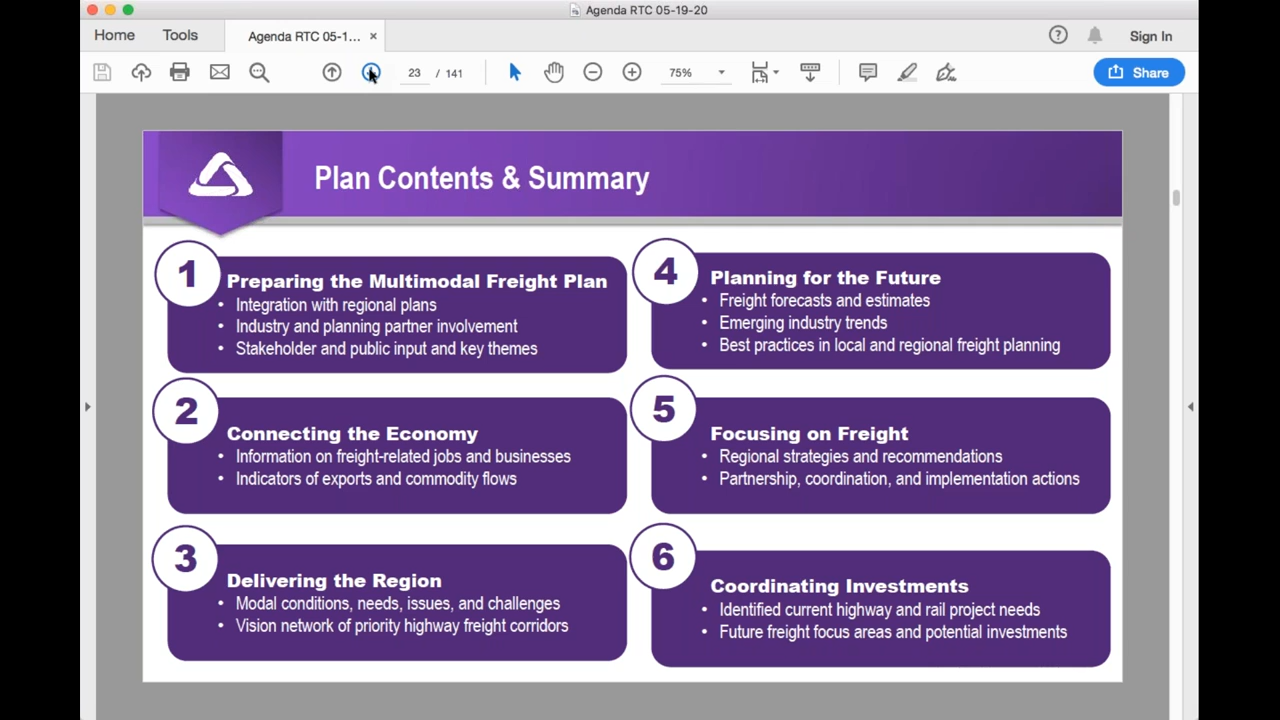 Agenda RTC 05-19-20
Home
Tools
Agenda RTC 05-1... ×
?
Sign In
23 / 141
75%
Share
Plan Contents & Summary
1
Preparing the Multimodal Freight Plan
• Integration with regional plans
• Industry and planning partner involvement
• Stakeholder and public input and key themes
2
Connecting the Economy
• Information on freight-related jobs and businesses
• Indicators of exports and commodity flows
3
Delivering the Region
• Modal conditions, needs, issues, and challenges
• Vision network of priority highway freight corridors
4
Planning for the Future
• Freight forecasts and estimates
• Emerging industry trends
• Best practices in local and regional freight planning
5
Focusing on Freight
• Regional strategies and recommendations
• Partnership, coordination, and implementation actions
6
Coordinating Investments
• Identified current highway and rail project needs
• Future freight focus areas and potential investments